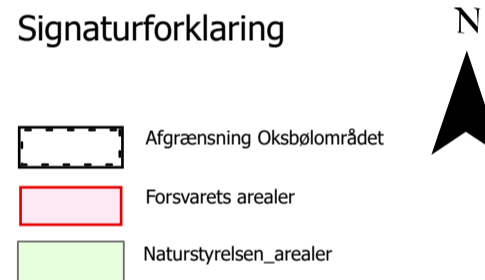 Signaturforklaring
N
Afgrænsning Oksbølområdet
Forsvarets arealer
Naturstyrelsen_arealer